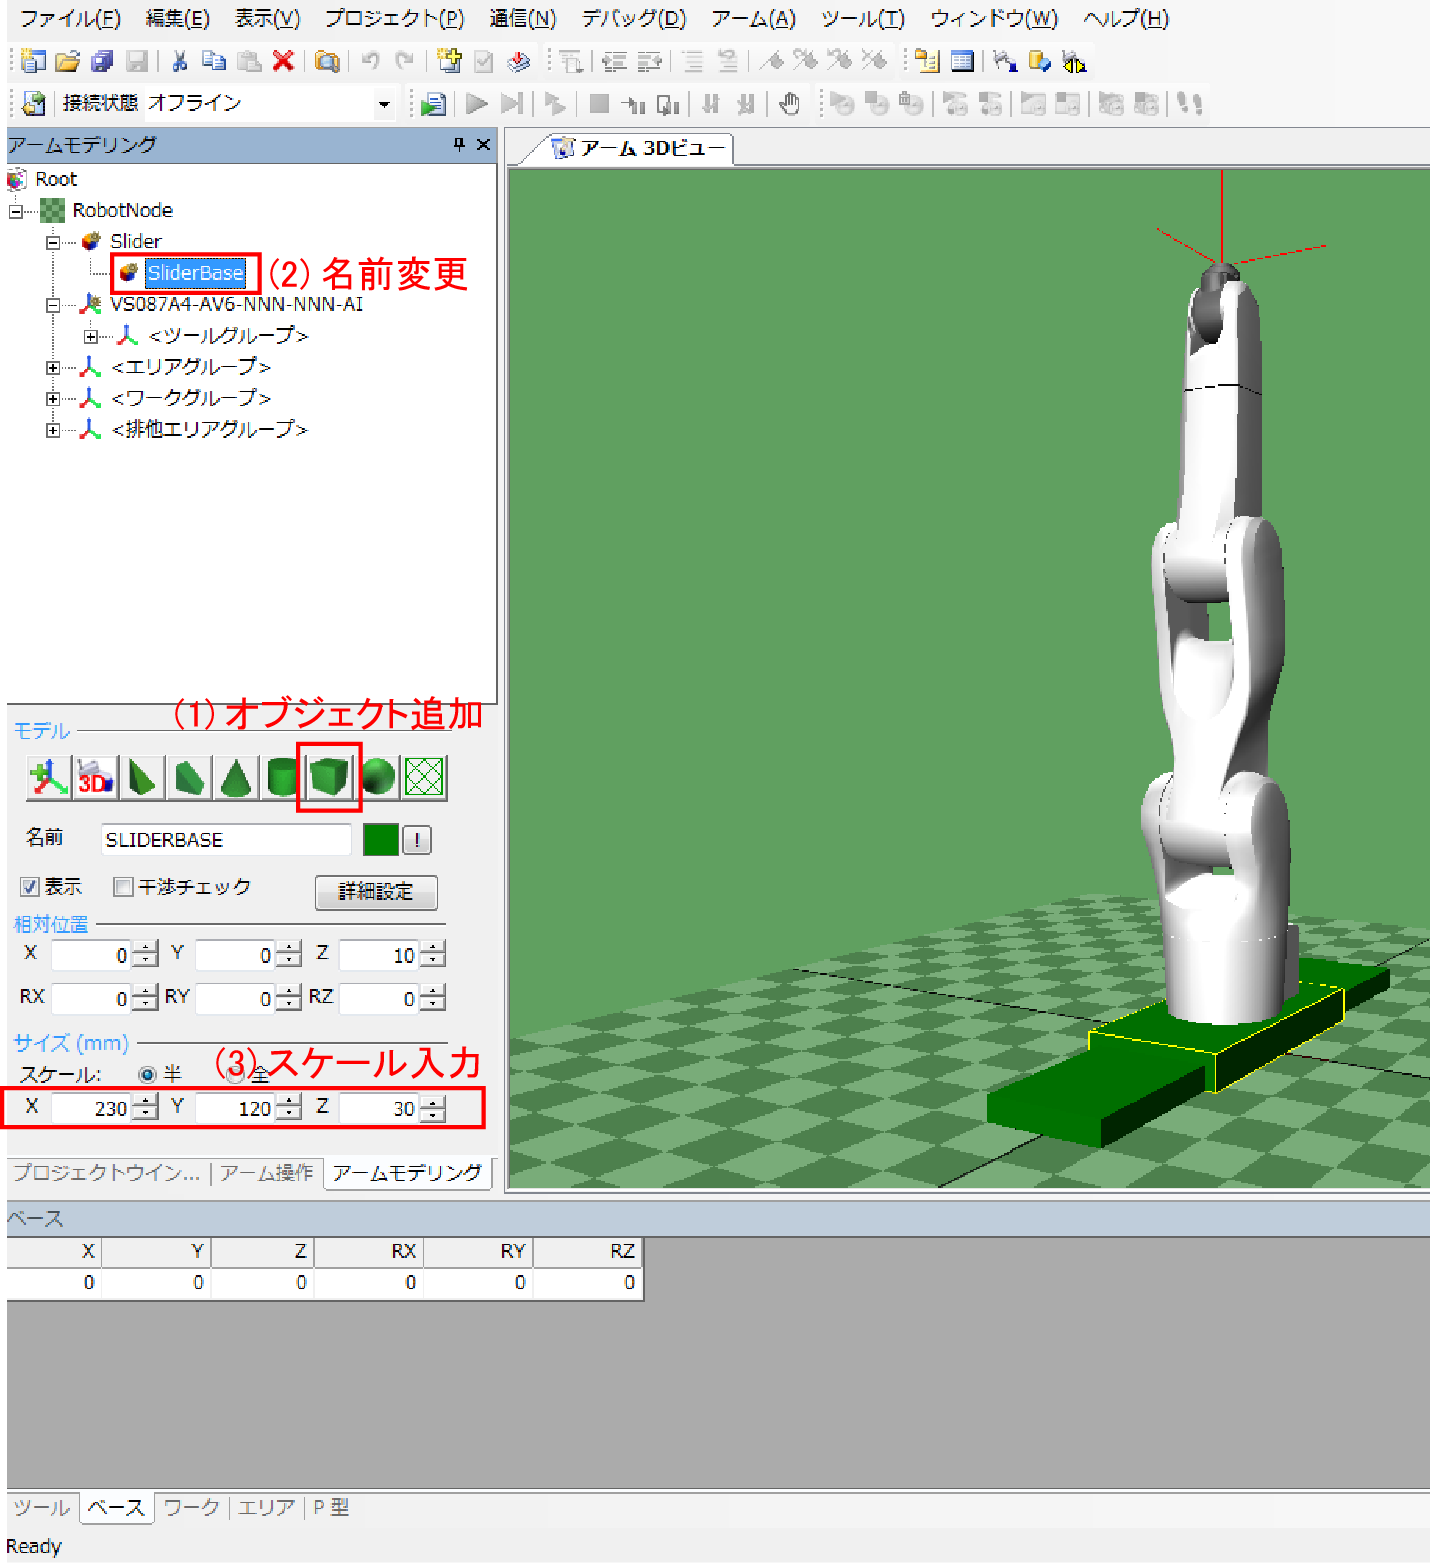 ファイル(F) 編集(E) 表示(V) プロジェクト(P) 通信(N) デバッグ(D) アーム(A) ツール(T) ウィンドウ(W) ヘルプ(H)
接続状態 オフライン
アームモデリング
アーム 3Dビュー
Root
RobotNode
Slider
SliderBase (2) 名前変更
VS087A4-AV6-NNN-NNN-AI
<ツールグループ>
<エリアグループ>
<ワークグループ>
<排他エリアグループ>
(1) オブジェクト追加
モデル
3D
名前 SLIDERBASE !
表示 干渉チェック 詳細設定
相対位置
X 0 Y 0 Z 10
RX 0 RY 0 RZ 0
サイズ (mm)
(3) スケール入力
スケール: 半 全
X 230 Y 120 Z 30
プロジェクトウイン... アーム操作 アームモデリング
ベース
X Y Z RX RY RZ
0 0 0 0 0 0
ツール ベース ワーク エリア P 型
Ready